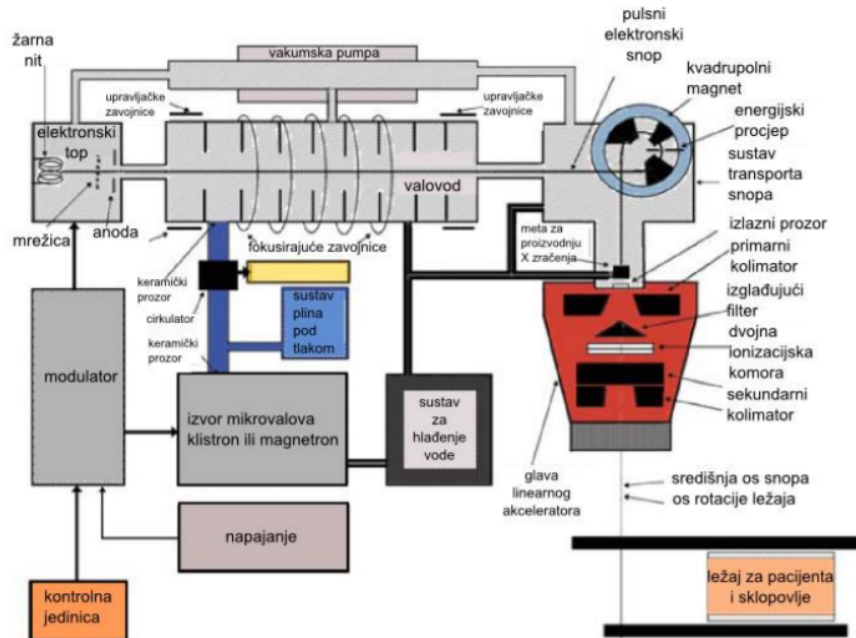 žarna
nit
vakumska pumpa
pulsni
elektronski
snop
kvadrupolni
magnet
energijski
procjep
sustav
transporta
snopa
izlazni prozor
primarni
kolimator
izglađujući
filter
dvojna
ionizacijska
komora
sekundarni
kolimator
upravljačke
zavojnice
upravljačke
zavojnice
elektronski
top
valovod
mrežica
anoda
fokusirajuće zavojnice
meta za
proizvodnju
X zračenja
keramički
prozor
cirkulator
keramički
prozor
sustav
plina
pod
tlakom
modulator
izvor mikrovalova
klistron ili magnetron
sustav
za
hlađenje
vode
glava
linearnog
akceleratora
središnja os snopa
os rotacije ležaja
napajanje
kontrolna
jedinica
ležaj za pacijenta
i sklopovlje